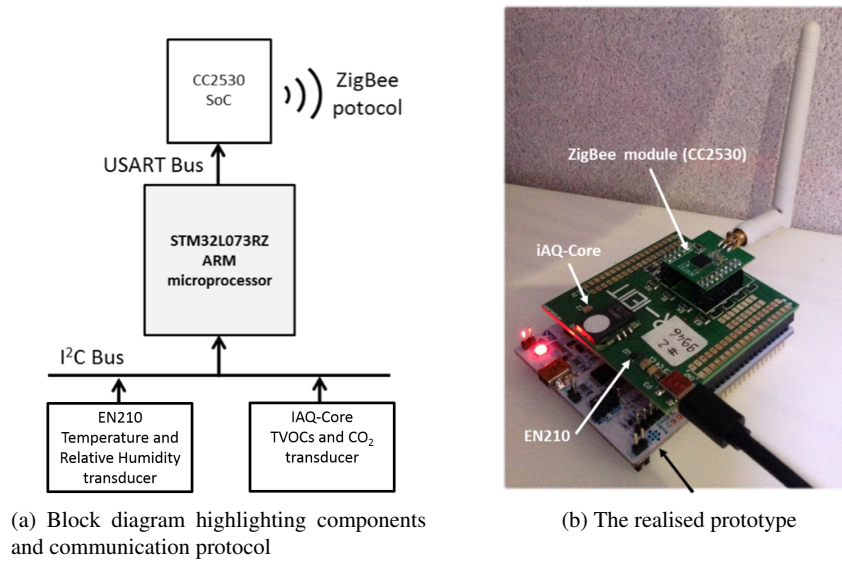 CC2530
SoC
ZigBee
potocol
USART Bus
STM32L073RZ
ARM
microprocessor
I²C Bus
EN210
Temperature and
Relative Humidity
transducer
IAQ-Core
TVOCs and CO₂
transducer
(a) Block diagram highlighting components
and communication protocol
ZigBee module (CC2530)
iAQ-Core
EN210
#2
9946
(b) The realised prototype